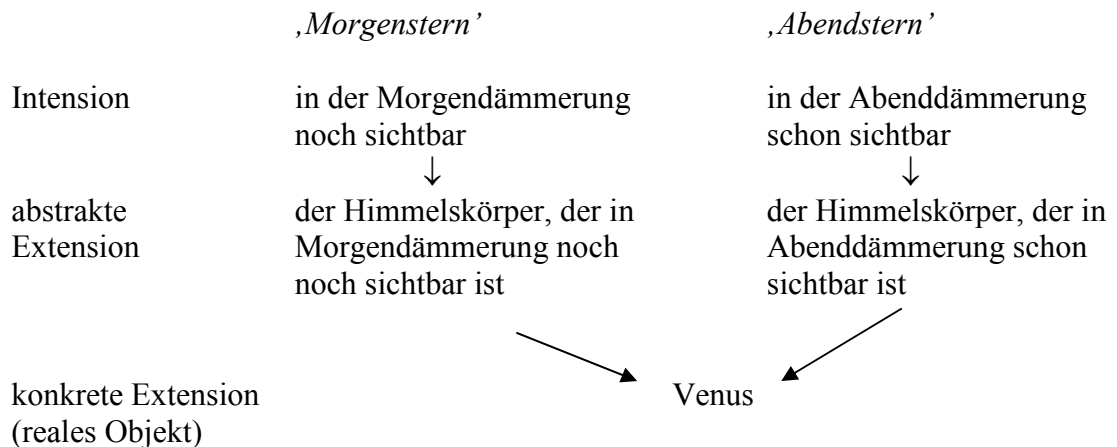 ‚Morgenstern’ ‚Abendstern’
Intension in der Morgendämmerung in der Abenddämmerung
noch sichtbar schon sichtbar
↓ ↓
abstrakte der Himmelskörper, der in der Himmelskörper, der in
Extension Morgendämmerung noch Abenddämmerung schon
noch sichtbar ist sichtbar ist
konkrete Extension Venus
(reales Objekt)